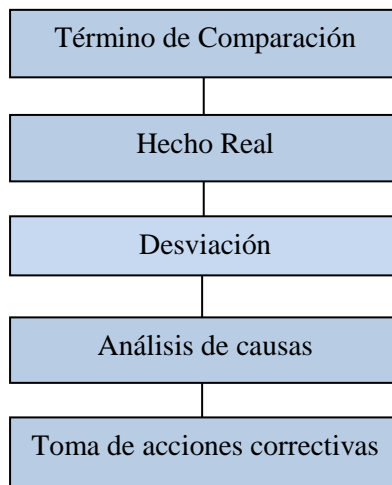 Término de Comparación
Hecho Real
Desviación
Análisis de causas
Toma de acciones correctivas